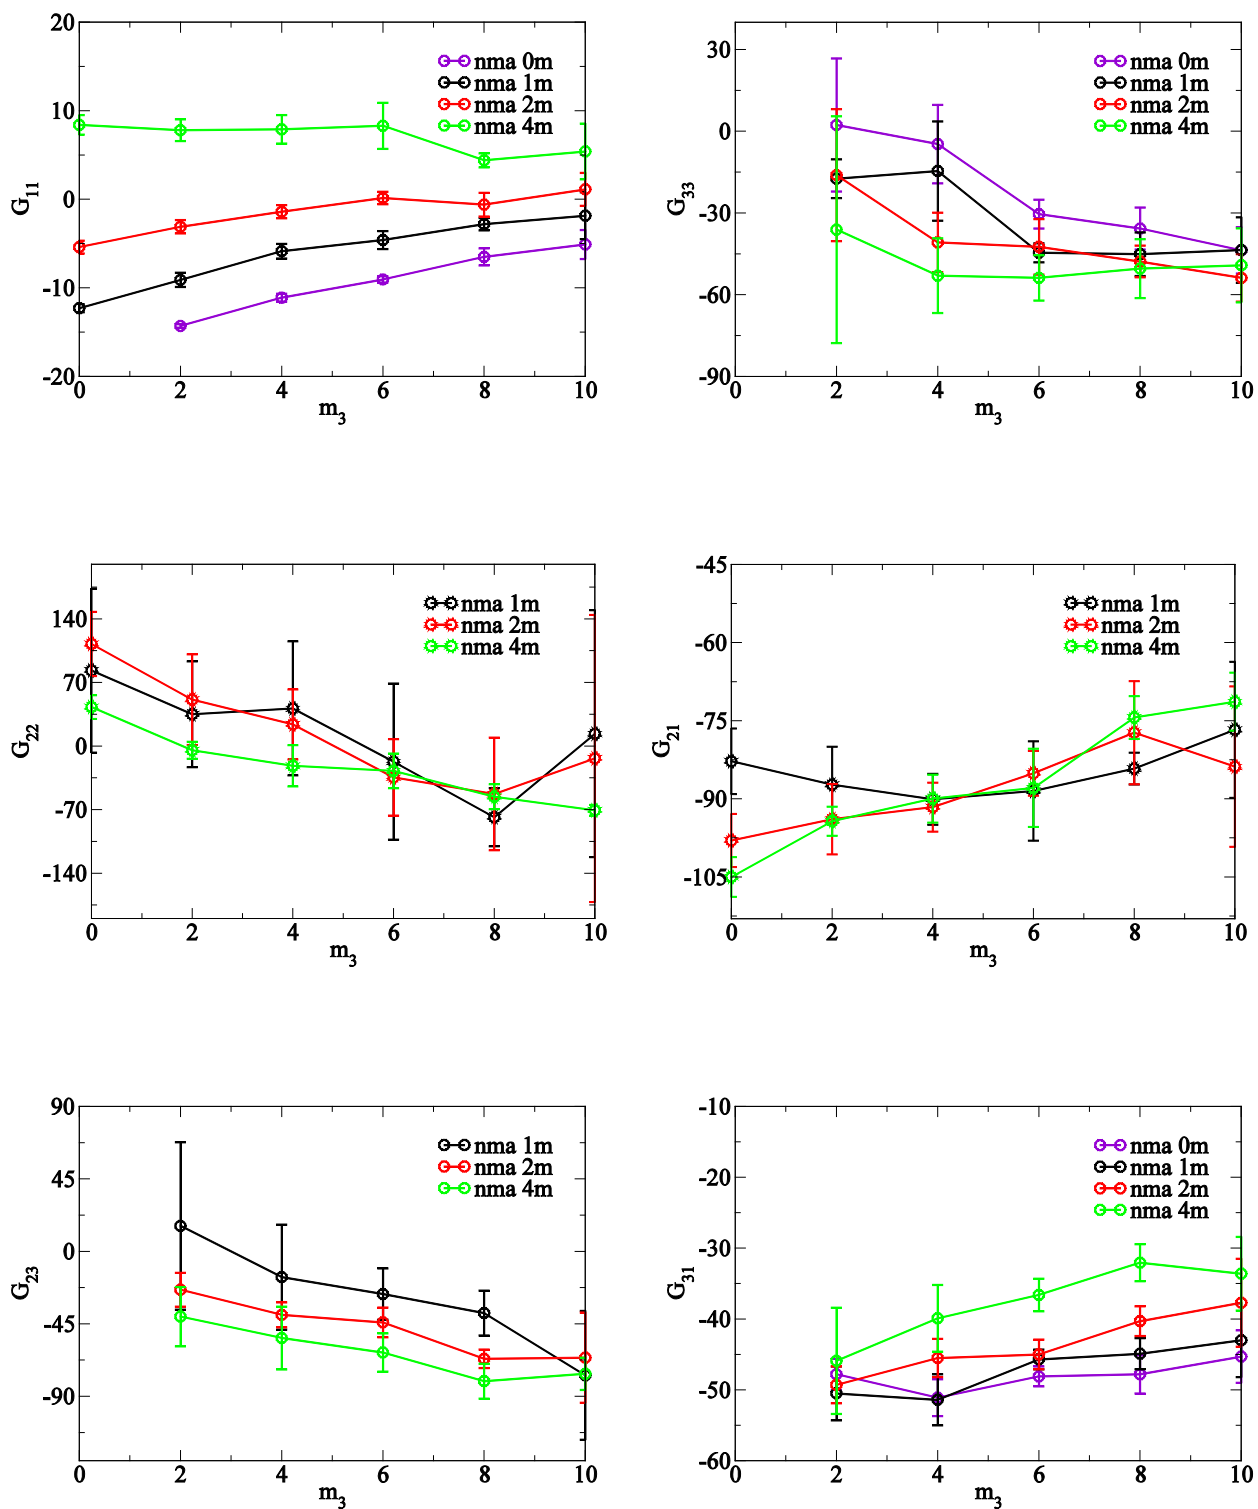 20
10
0
-10
-20
G11
0 2 4 6 8 10
m3
nma 0m
nma 1m
nma 2m
nma 4m
30
0
-30
-60
-90
G33
0 2 4 6 8 10
m3
nma 0m
nma 1m
nma 2m
nma 4m
140
70
0
-70
-140
G22
0 2 4 6 8 10
m3
nma 1m
nma 2m
nma 4m
-45
-60
-75
-90
-105
G21
0 2 4 6 8 10
m3
nma 1m
nma 2m
nma 4m
90
45
0
-45
-90
G23
0 2 4 6 8 10
m3
nma 1m
nma 2m
nma 4m
-10
-20
-30
-40
-50
-60
G31
0 2 4 6 8 10
m3
nma 0m
nma 1m
nma 2m
nma 4m